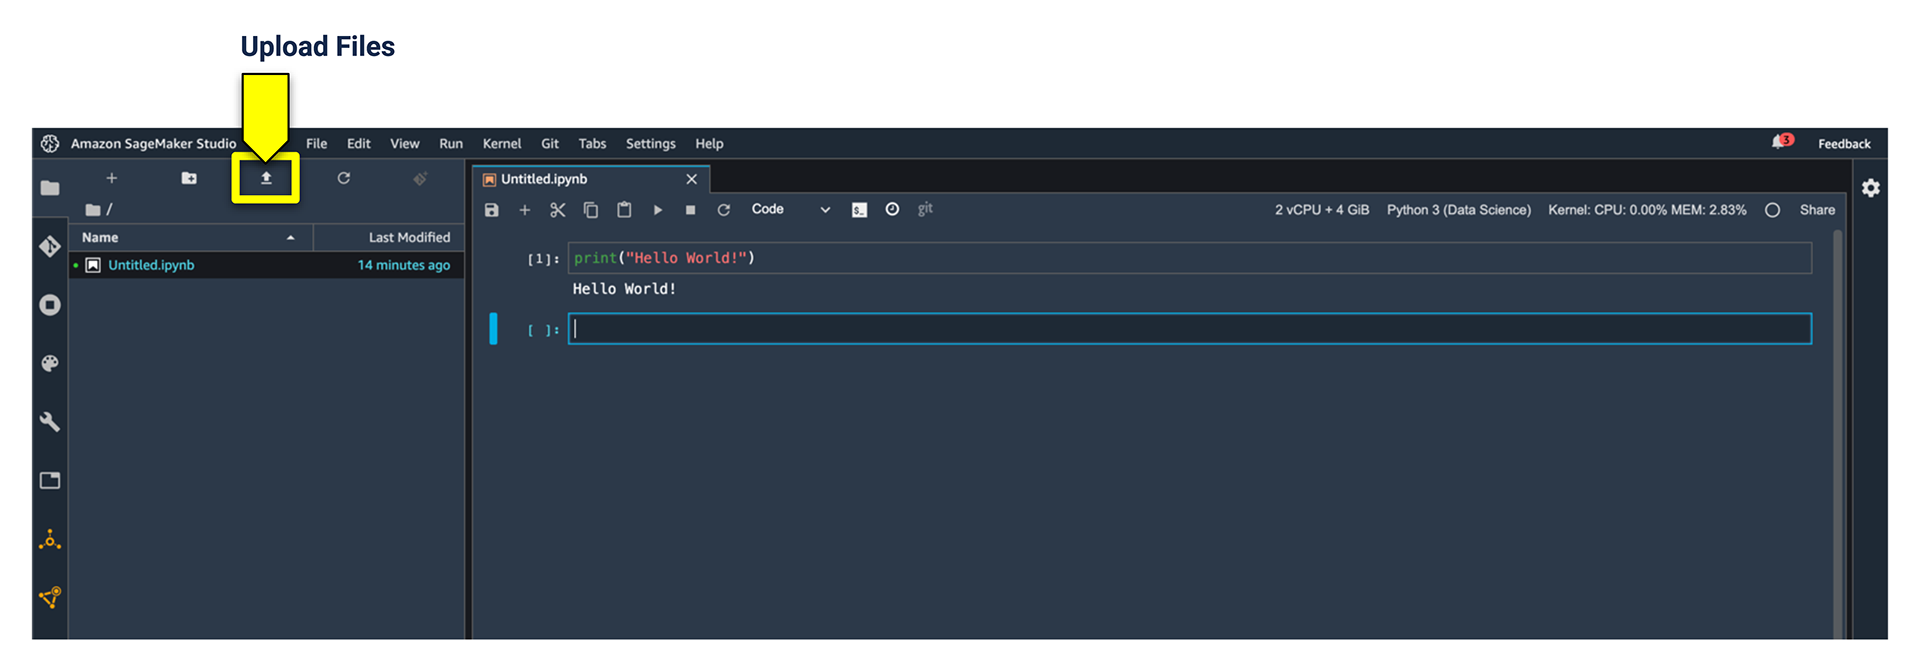 Upload Files
Amazon SageMaker Studio File Edit View Run Kernel Git Tabs Settings Help 3 Feedback
Untitled.ipynb
/
Code $_ git 2 vCPU + 4 GiB Python 3 (Data Science) Kernel: CPU: 0.00% MEM: 2.83% Share
Name Last Modified
Untitled.ipynb 14 minutes ago
[1]: print("Hello World!")
Hello World!
[ ]: